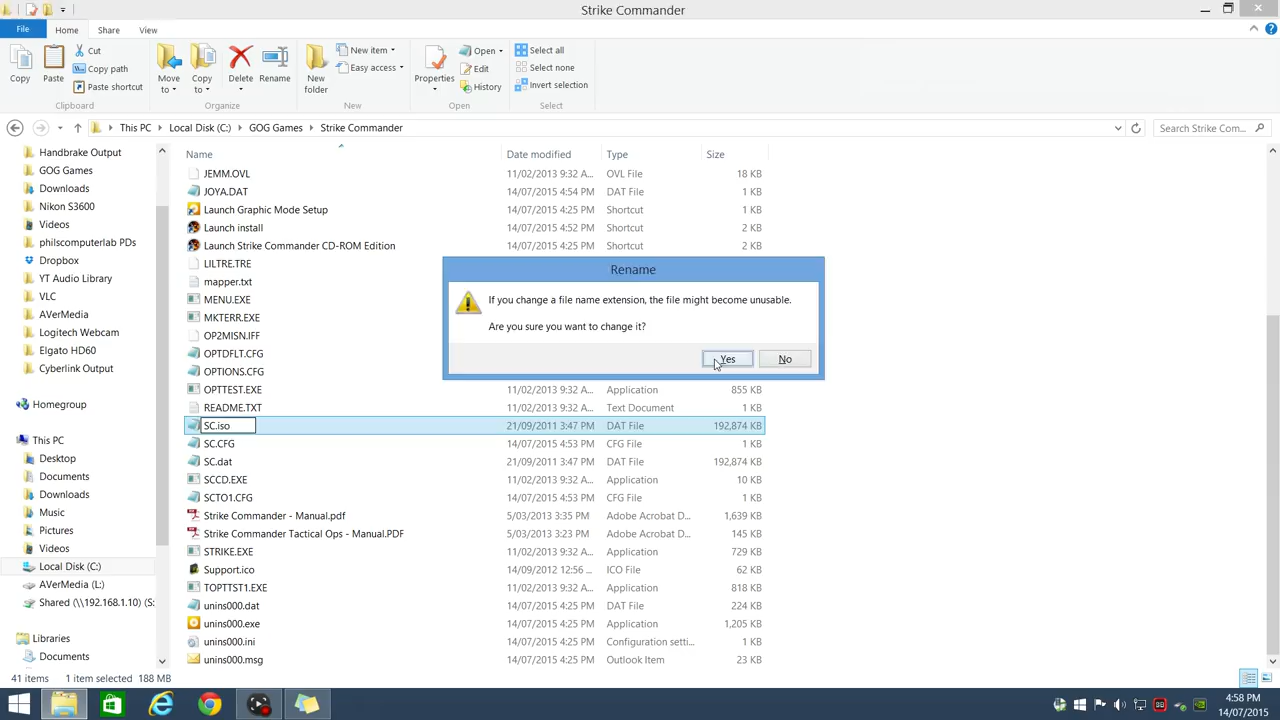 Strike Commander
File Home Share View
Copy
Paste
Cut
Copy path
Paste shortcut
Clipboard
Move to
Copy to
Delete
Rename
Organize
New folder
New item
Easy access
New
Properties
Open
Edit
History
Open
Select all
Select none
Invert selection
Select
This PC Local Disk (C:) GOG Games Strike Commander
Search Strike Com...
Handbrake Output
GOG Games
Downloads
Nikon S3600
Videos
philscomputerlab PDs
Dropbox
YT Audio Library
VLC
AVerMedia
Logitech Webcam
Elgato HD60
Cyberlink Output
Homegroup
This PC
Desktop
Documents
Downloads
Music
Pictures
Videos
Local Disk (C:)
AVerMedia (L:)
Shared (\\192.168.1.10) (S:
Libraries
Documents
Name Date modified Type Size
JEMM.OVL 11/02/2013 9:32 A... OVL File 18 KB
JOYA.DAT 14/07/2015 4:54 PM DAT File 1 KB
Launch Graphic Mode Setup 14/07/2015 4:25 PM Shortcut 2 KB
Launch install 14/07/2015 4:52 PM Shortcut 2 KB
Launch Strike Commander CD-ROM Edition 14/07/2015 4:25 PM Shortcut 2 KB
LILTRE.TRE
mapper.txt
MENU.EXE
MKTERR.EXE
OP2MISN.IFF
OPTDFLT.CFG
OPTIONS.CFG
OPTTEST.EXE 11/02/2013 9:32 A... Application 855 KB
README.TXT 11/02/2013 9:32 A... Text Document 1 KB
SC.iso 21/09/2011 3:47 PM DAT File 192,874 KB
SC.CFG 14/07/2015 4:53 PM CFG File 1 KB
SC.dat 21/09/2011 3:47 PM DAT File 192,874 KB
SCCD.EXE 11/02/2013 9:32 A... Application 10 KB
SCTO1.CFG 14/07/2015 4:53 PM CFG File 1 KB
Strike Commander - Manual.pdf 5/03/2013 3:35 PM Adobe Acrobat D... 1,639 KB
Strike Commander Tactical Ops - Manual.PDF 5/03/2013 3:23 PM Adobe Acrobat D... 145 KB
STRIKE.EXE 11/02/2013 9:32 A... Application 729 KB
Support.ico 14/09/2012 12:56 ... ICO File 62 KB
TOPTTST1.EXE 11/02/2013 9:32 A... Application 818 KB
unins000.dat 14/07/2015 4:25 PM DAT File 224 KB
unins000.exe 14/07/2015 4:25 PM Application 1,205 KB
unins000.ini 14/07/2015 4:25 PM Configuration setti... 1 KB
unins000.msg 14/07/2015 4:25 PM Outlook Item 23 KB
Rename
If you change a file name extension, the file might become unusable.
Are you sure you want to change it?
Yes No
41 items 1 item selected 188 MB
4:58 PM
14/07/2015